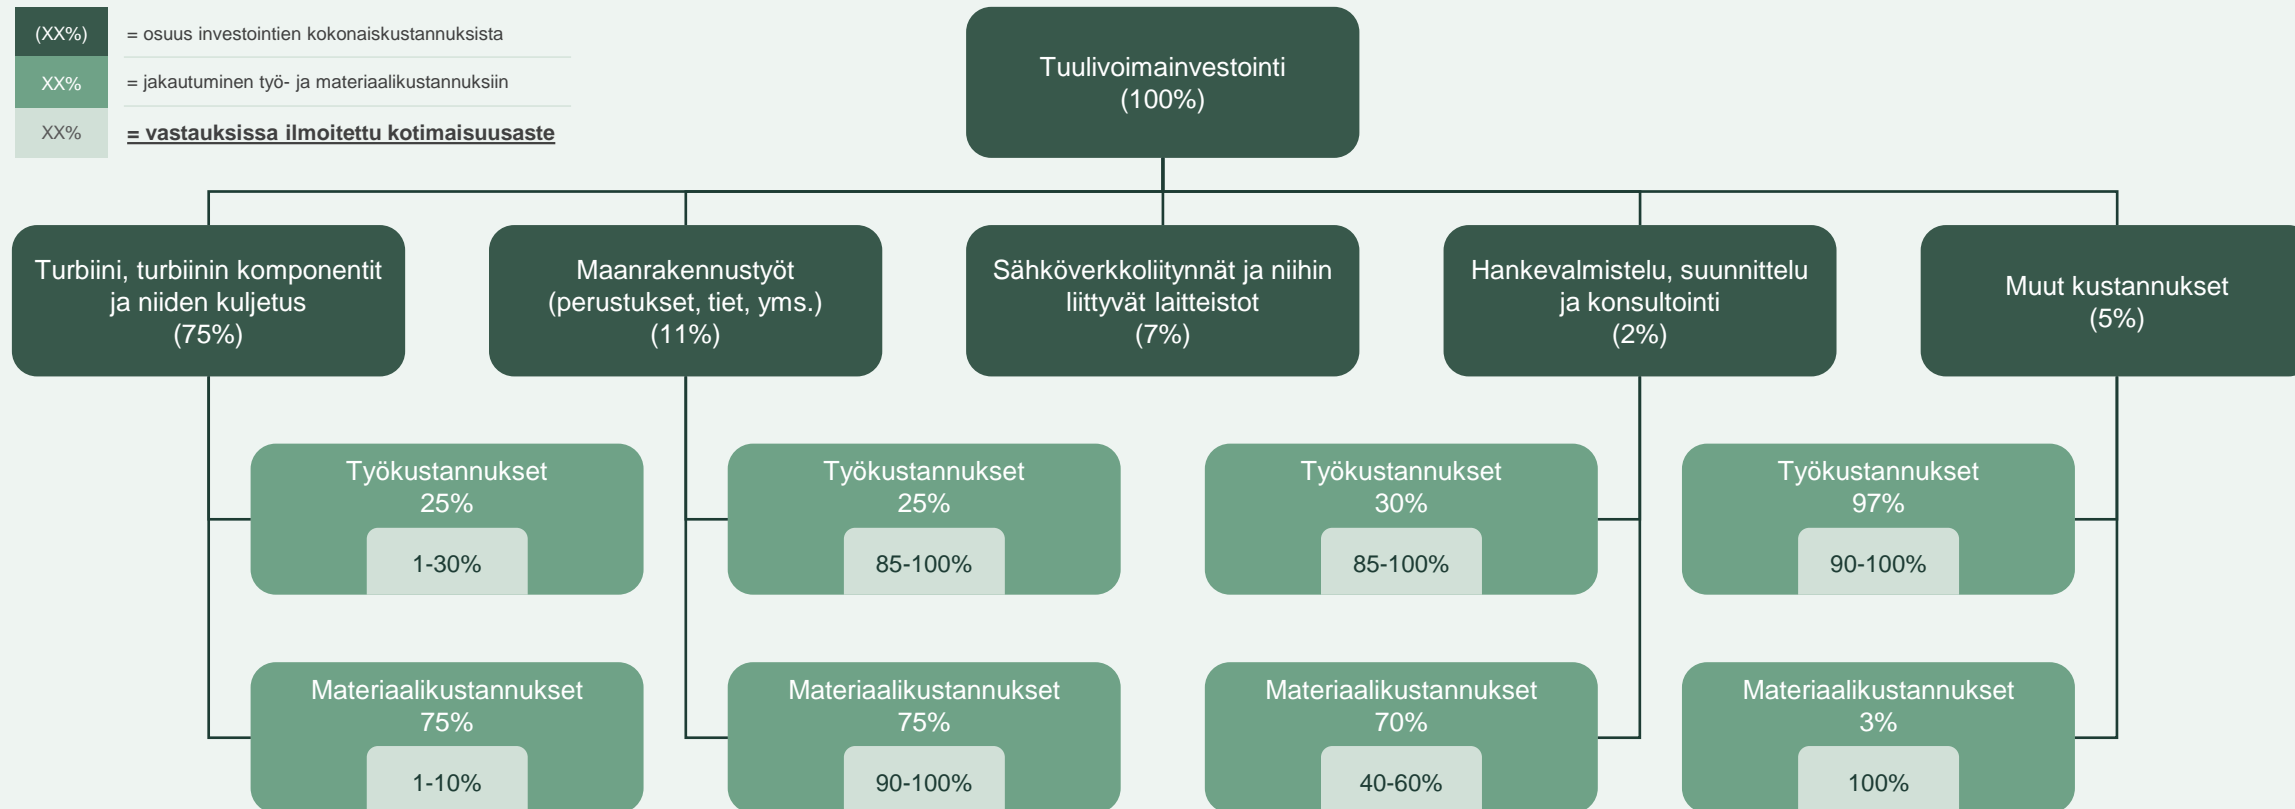 (XX%) = osuus investointien kokonaiskustannuksista
XX% = jakautuminen työ- ja materiaalikustannuksiin
XX% = vastauksissa ilmoitettu kotimaisuusaste
Tuulivoimainvestointi
(100%)
Turbiini, turbiinin komponentit
ja niiden kuljetus
(75%)
Maanrakennustyöt
(perustukset, tiet, yms.)
(11%)
Sähköverkkoliitynnät ja niihin
liittyvät laitteistot
(7%)
Hankevalmistelu, suunnittelu
ja konsultointi
(2%)
Muut kustannukset
(5%)
Työkustannukset
25%
1-30%
Työkustannukset
25%
85-100%
Työkustannukset
30%
85-100%
Työkustannukset
97%
90-100%
Materiaalikustannukset
75%
1-10%
Materiaalikustannukset
75%
90-100%
Materiaalikustannukset
70%
40-60%
Materiaalikustannukset
3%
100%